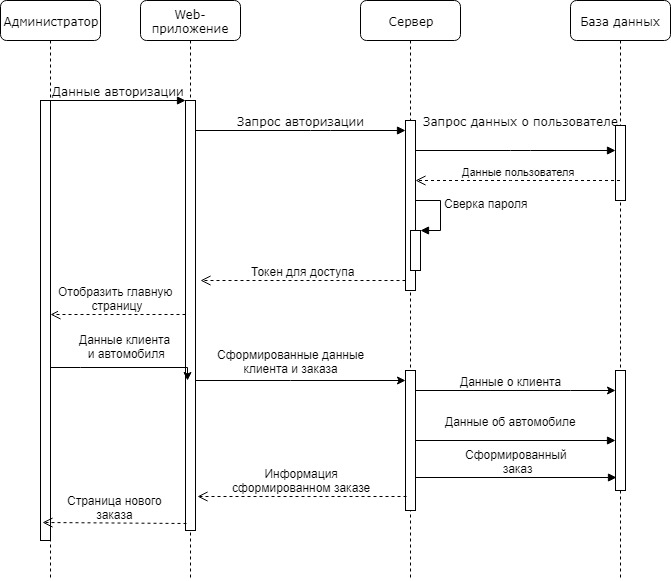 Администратор
Web-
приложение
Сервер
База данных
Данные авторизации
Запрос авторизации
Запрос данных о пользователе
Данные пользователя
Сверка пароля
Токен для доступа
Отобразить главную
страницу
Данные клиента
и автомобиля
Сформированные данные
клиента и заказа
Данные о клиента
Данные об автомобиле
Сформированный
заказ
Информация
сформированном заказе
Страница нового
заказа